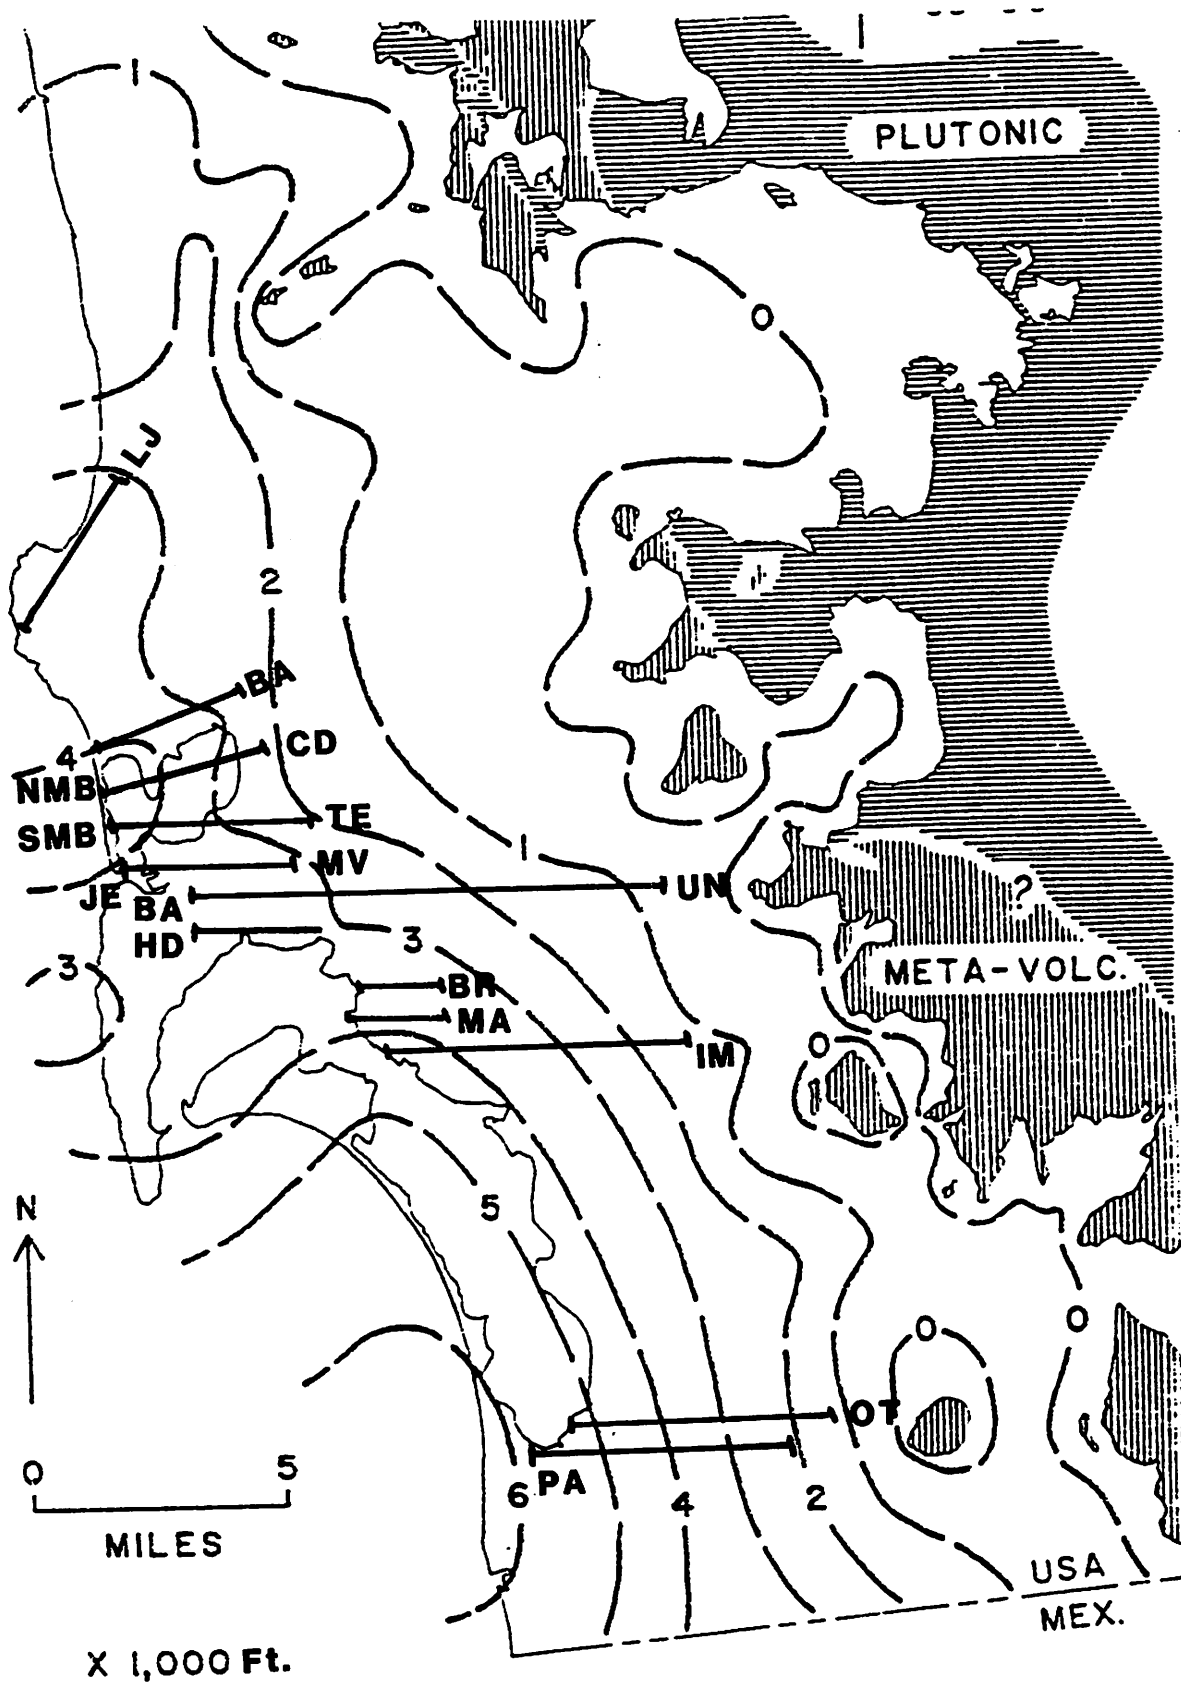 1
PLUTONIC
0
LJ
2
BA
4
CD
NMB
TE
SMB
1
MV
JE
BA
UN
?
HD
3
META-VOLC.
3
BR
MA
IM
0
5
N
0
0
OT
0
5
6
PA
4
2
MILES
USA
MEX.
X 1,000 Ft.